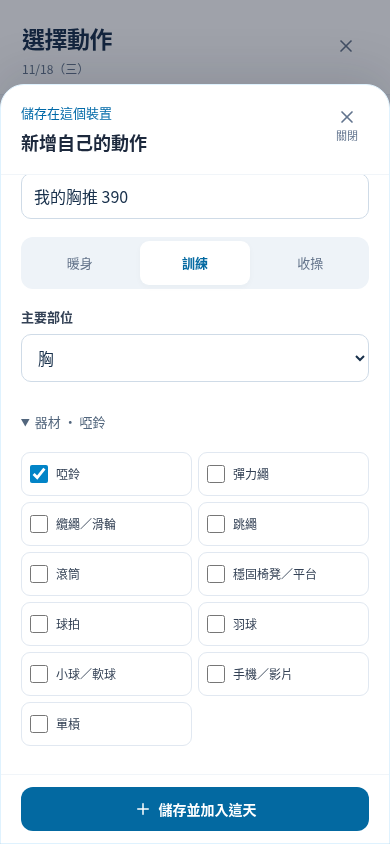 選擇動作
11/18（三）
儲存在這個裝置
新增自己的動作
關閉
我的胸推 390
暖身
訓練
收操
主要部位
胸
▼ 器材 · 啞鈴
啞鈴
彈力繩
纜繩／滑輪
跳繩
滾筒
穩固椅凳／平台
球拍
羽球
小球／軟球
手機／影片
單槓
＋ 儲存並加入這天